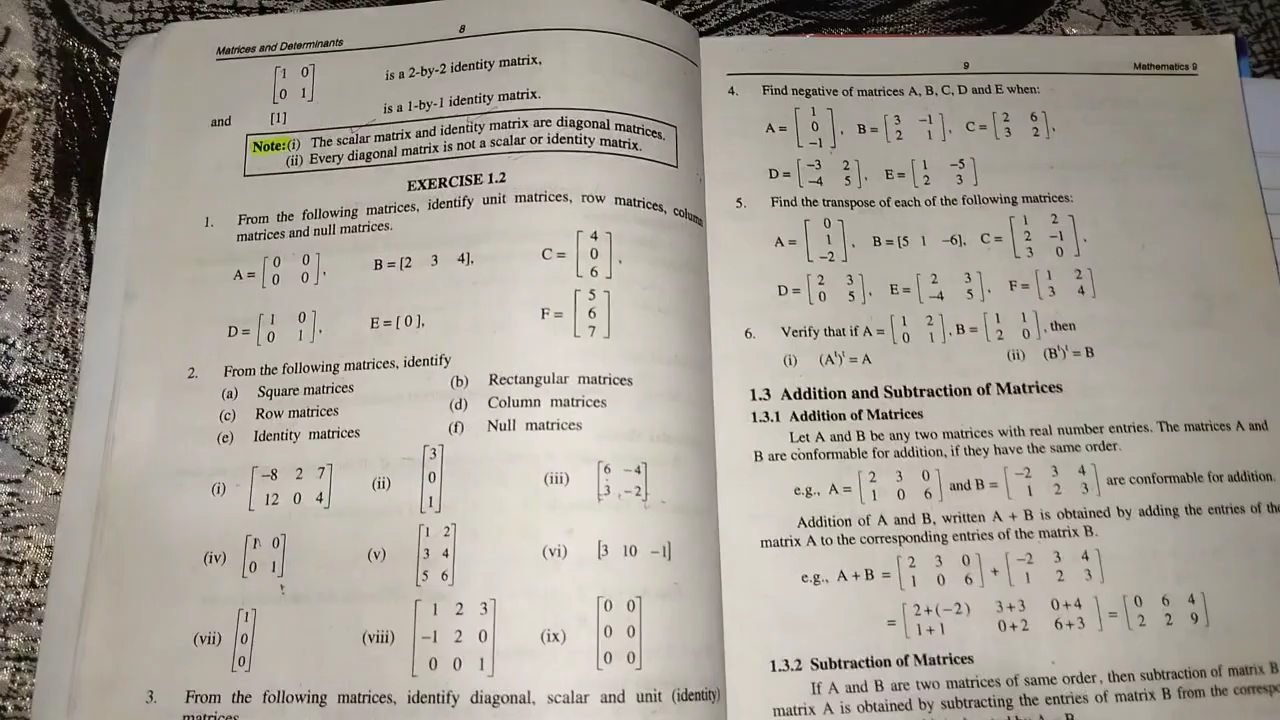 Matrices and Determinants 8
[1 0
0 1] is a 2-by-2 identity matrix,
and [1] is a 1-by-1 identity matrix.
Note:(i) The scalar matrix and identity matrix are diagonal matrices.
(ii) Every diagonal matrix is not a scalar or identity matrix.
EXERCISE 1.2
1. From the following matrices, identify unit matrices, row matrices, column
matrices and null matrices.
A = [0 0
0 0], B = [2 3 4], C = [4
0
6],
D = [1 0
0 1], E = [0], F = [5
6
7]
2. From the following matrices, identify
(a) Square matrices (b) Rectangular matrices
(c) Row matrices (d) Column matrices
(e) Identity matrices (f) Null matrices
(i) [-8 2 7
12 0 4] (ii) [3
0
1] (iii) [6 -4
3 -2]
(iv) [1 0
0 1] (v) [1 2
3 4
5 6] (vi) [3 10 -1]
(vii) [1
0
0] (viii) [1 2 3
-1 2 0
0 0 1] (ix) [0 0
0 0
0 0]
3. From the following matrices, identify diagonal, scalar and unit (identity)
matrices
9 Mathematics 9
4. Find negative of matrices A, B, C, D and E when:
A = [1
0
-1], B = [3 -1
2 1], C = [2 6
3 2],
D = [-3 2
-4 5], E = [1 -5
2 3]
5. Find the transpose of each of the following matrices:
A = [0
1
-2], B = [5 1 -6], C = [1 2
2 -1
3 0],
D = [2 3
0 5], E = [2 3
-4 5], F = [1 2
3 4]
6. Verify that if A = [1 2
0 1], B = [1 1
2 0], then
(i) (Aᵗ)ᵗ = A (ii) (Bᵗ)ᵗ = B
1.3 Addition and Subtraction of Matrices
1.3.1 Addition of Matrices
Let A and B be any two matrices with real number entries. The matrices A and
B are conformable for addition, if they have the same order.
e.g., A = [2 3 0
1 0 6] and B = [-2 3 4
1 2 3] are conformable for addition.
Addition of A and B, written A + B is obtained by adding the entries of the
matrix A to the corresponding entries of the matrix B.
e.g., A + B = [2 3 0
1 0 6] + [-2 3 4
1 2 3]
= [2+(-2) 3+3 0+4
1+1 0+2 6+3] = [0 6 4
2 2 9]
1.3.2 Subtraction of Matrices
If A and B are two matrices of same order, then subtraction of matrix B
matrix A is obtained by subtracting the entries of matrix B from the